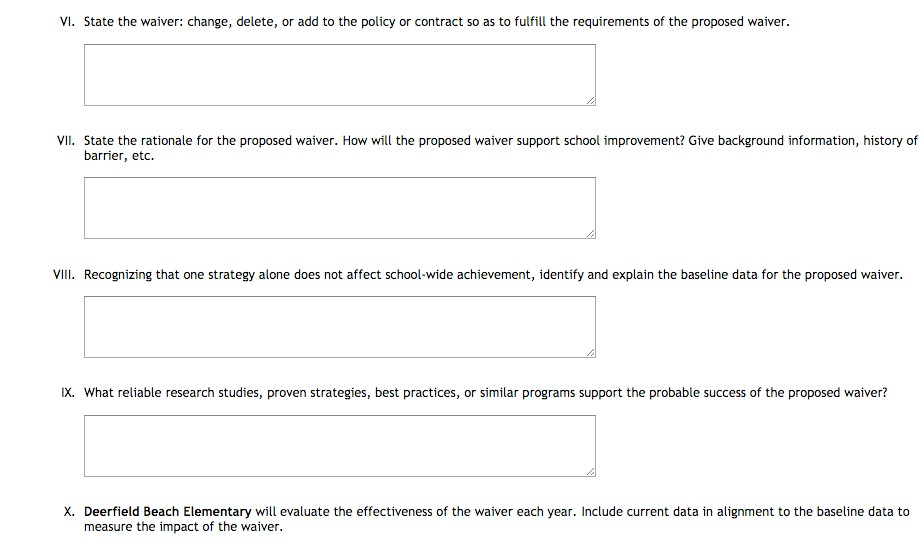 VI. State the waiver: change, delete, or add to the policy or contract so as to fulfill the requirements of the proposed waiver.
VII. State the rationale for the proposed waiver. How will the proposed waiver support school improvement? Give background information, history of
barrier, etc.
VIII. Recognizing that one strategy alone does not affect school-wide achievement, identify and explain the baseline data for the proposed waiver.
IX. What reliable research studies, proven strategies, best practices, or similar programs support the probable success of the proposed waiver?
X. Deerfield Beach Elementary will evaluate the effectiveness of the waiver each year. Include current data in alignment to the baseline data to
measure the impact of the waiver.